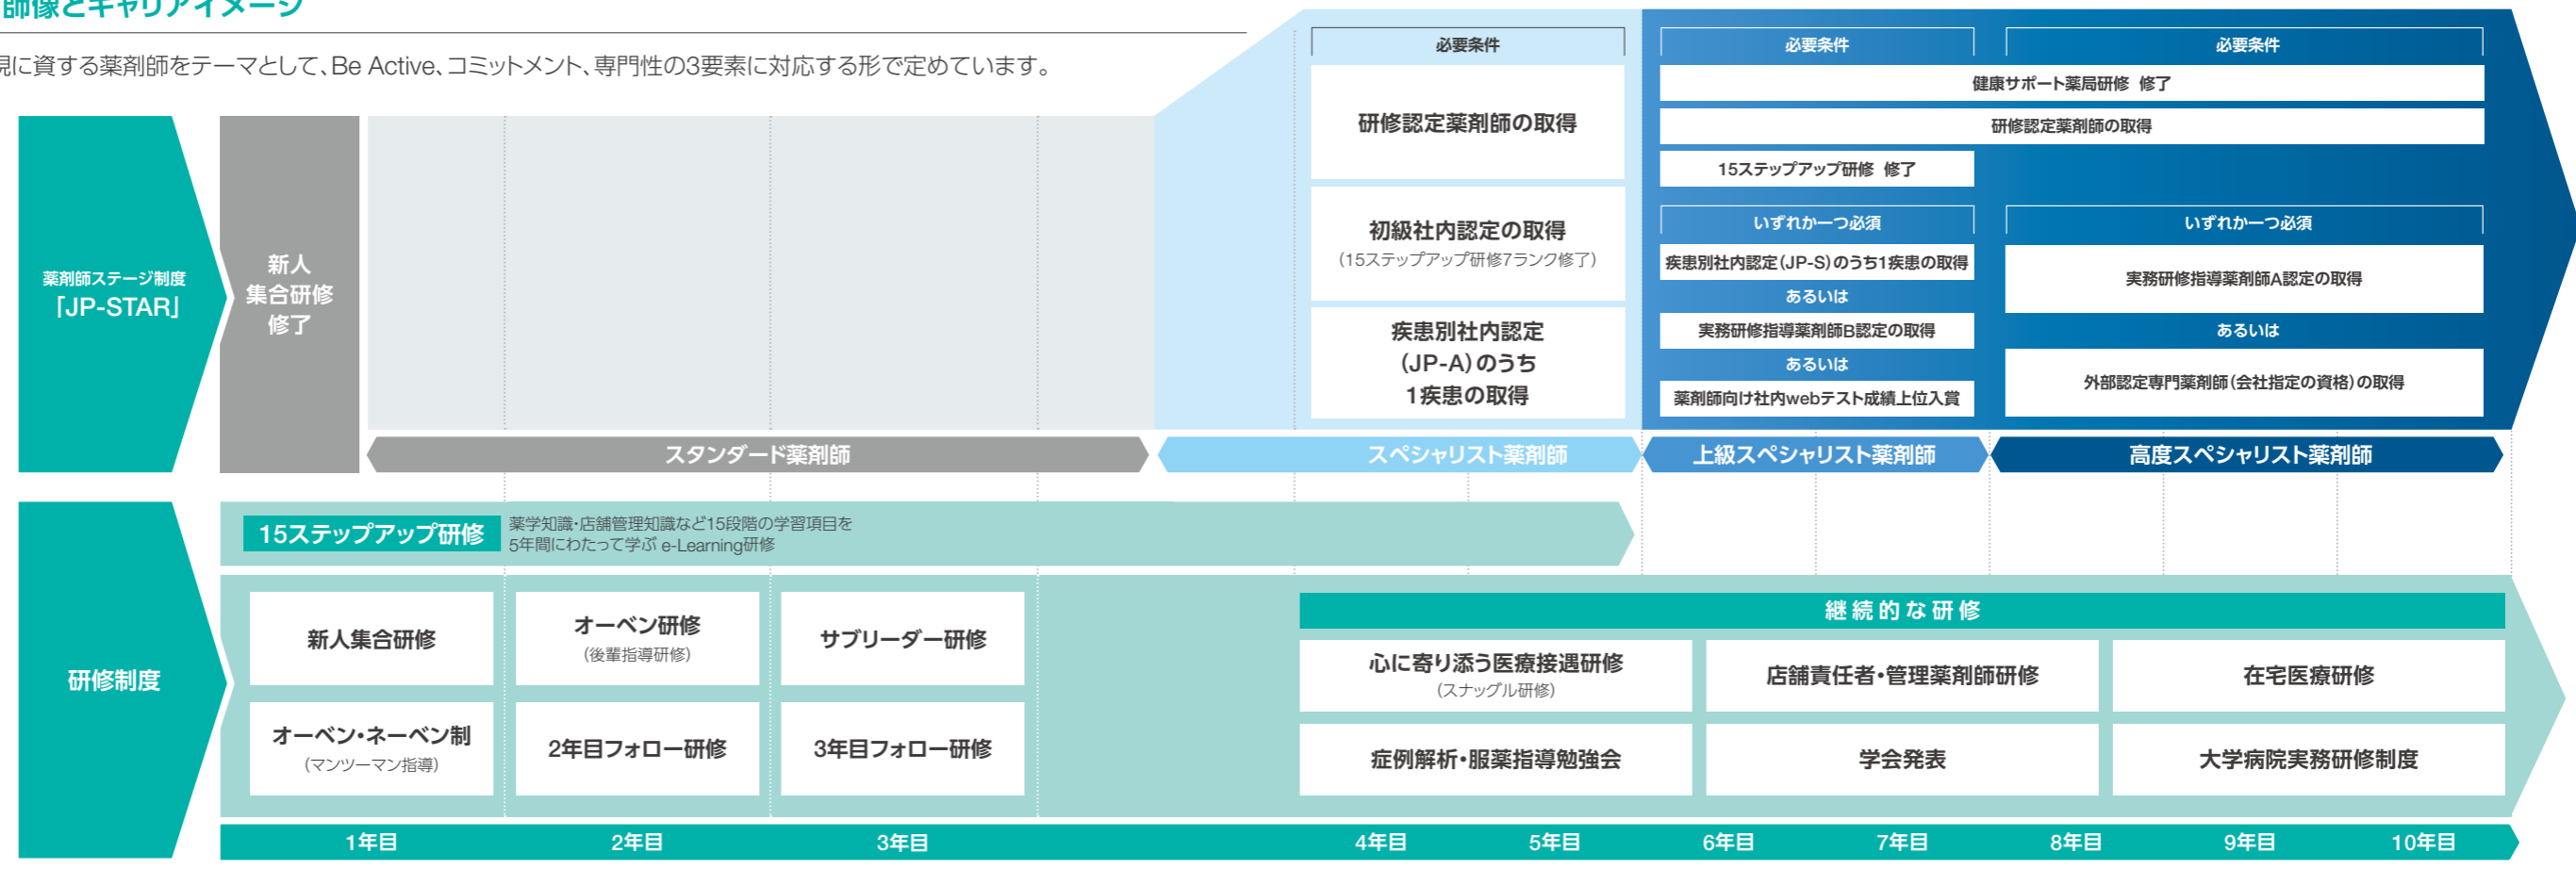 師像とキャリアイメージ
現に資する薬剤師をテーマとして、Be Active、コミットメント、専門性の3要素に対応する形で定めています。
薬剤師ステージ制度
「JP-STAR」
新人
集合研修
修了
必要条件
研修認定薬剤師の取得
初級社内認定の取得
（15ステップアップ研修7ランク修了）
疾患別社内認定
（JP-A）のうち
1疾患の取得
必要条件
必要条件
健康サポート薬局研修 修了
研修認定薬剤師の取得
15ステップアップ研修 修了
いずれか一つ必須
疾患別社内認定（JP-S）のうち1疾患の取得
あるいは
実務研修指導薬剤師B認定の取得
あるいは
薬剤師向け社内webテスト成績上位入賞
いずれか一つ必須
実務研修指導薬剤師A認定の取得
あるいは
外部認定専門薬剤師（会社指定の資格）の取得
スタンダード薬剤師
スペシャリスト薬剤師
上級スペシャリスト薬剤師
高度スペシャリスト薬剤師
研修制度
15ステップアップ研修
薬学知識・店舗管理知識など15段階の学習項目を
5年間にわたって学ぶ e-Learning研修
新人集合研修
オーベン研修
（後輩指導研修）
サブリーダー研修
オーベン・ネーベン制
（マンツーマン指導）
2年目フォロー研修
3年目フォロー研修
継続的な研修
心に寄り添う医療接遇研修
（スナッグル研修）
店舗責任者・管理薬剤師研修
在宅医療研修
症例解析・服薬指導勉強会
学会発表
大学病院実務研修制度
1年目
2年目
3年目
4年目
5年目
6年目
7年目
8年目
9年目
10年目